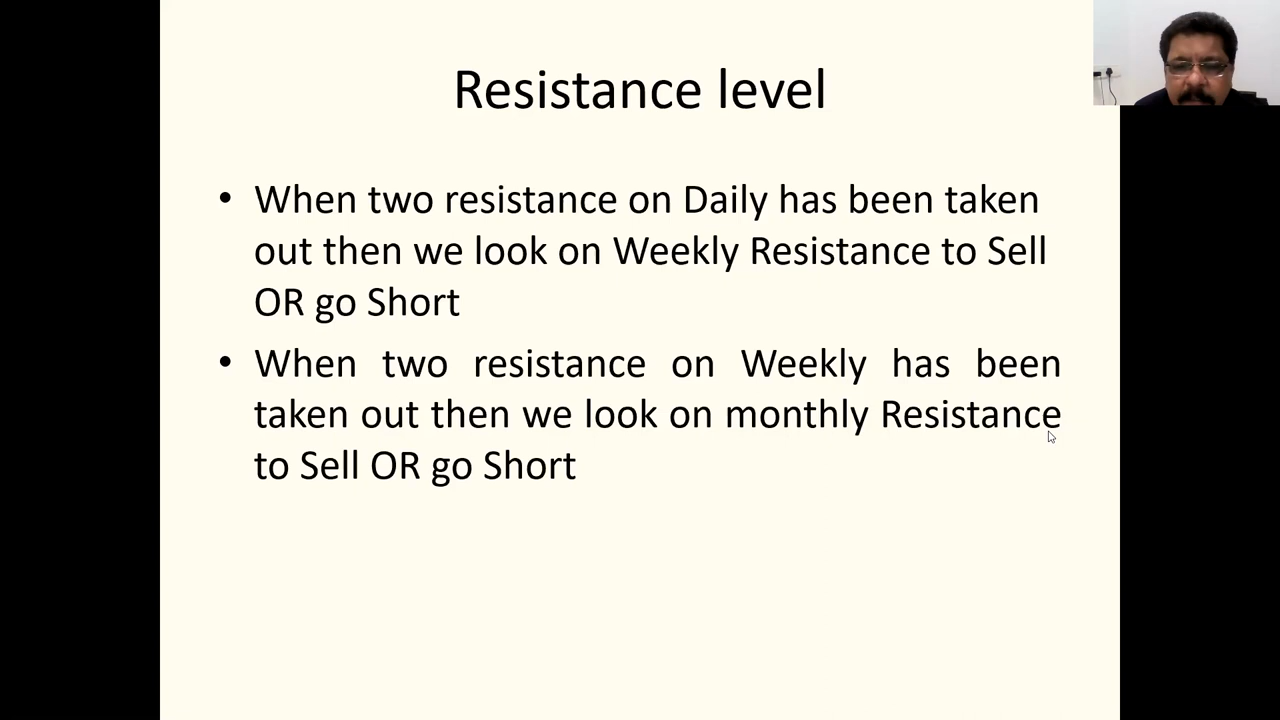 Resistance level
• When two resistance on Daily has been taken
out then we look on Weekly Resistance to Sell
OR go Short
• When two resistance on Weekly has been
taken out then we look on monthly Resistance
to Sell OR go Short